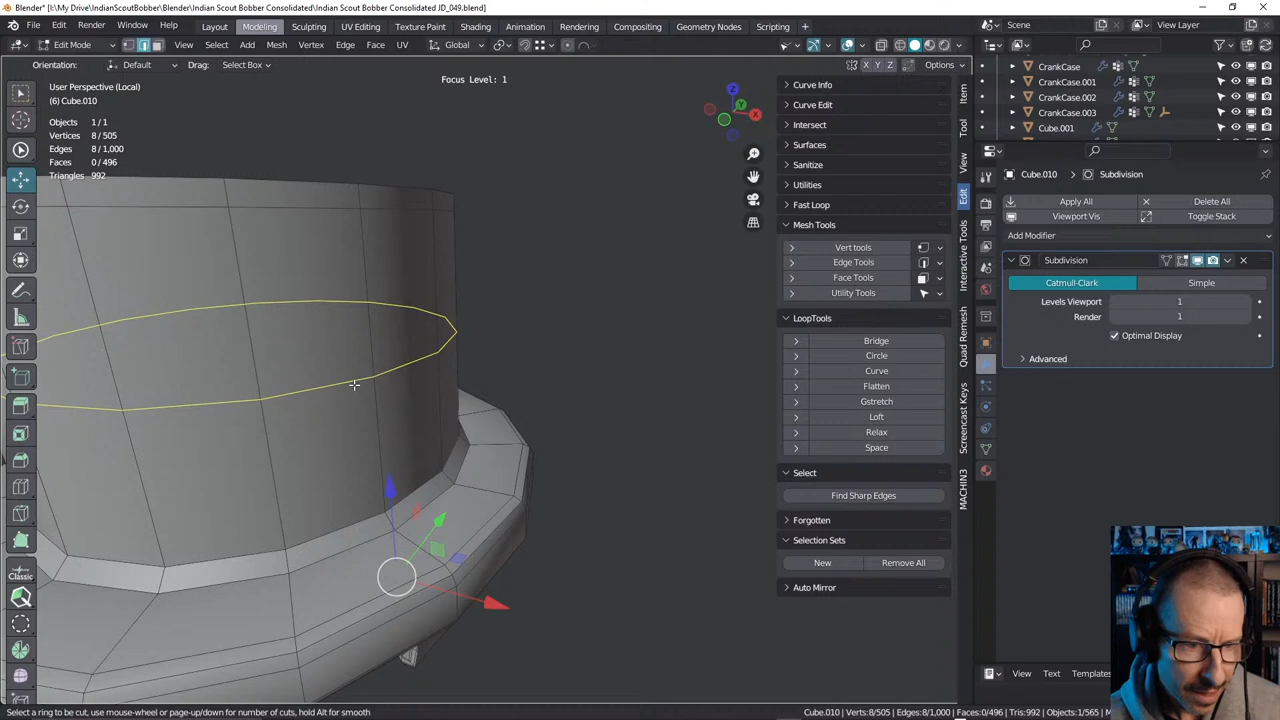 Blender* [I:\My Drive\IndianScoutBobber\Blender\Indian Scout Bobber Consolidated\Indian Scout Bobber Consolidated JD_049.blend]
File Edit Render Window Help Layout Modeling Sculpting UV Editing Texture Paint Shading Animation Rendering Compositing Geometry Nodes Scripting Scene View Layer
Edit Mode View Select Add Mesh Vertex Edge Face UV Global
Orientation: Default Drag: Select Box X Y Z Options
Focus Level: 1
User Perspective (Local)
(6) Cube.010
Objects 1/1
Vertices 8/505
Edges 8/1,000
Faces 0/496
Triangles 992
Z
Y
X
Curve Info
Curve Edit
Intersect
Surfaces
Sanitize
Utilities
Fast Loop
Mesh Tools
Vert tools
Edge Tools
Face Tools
Utility Tools
LoopTools
Bridge
Circle
Curve
Flatten
Gstretch
Loft
Relax
Space
Select
Find Sharp Edges
Forgotten
Selection Sets
New Remove All
Auto Mirror
Item
Tool
View
Edit
Interactive Tools
Quad Remesh
Screencast Keys
MACHIN3
CrankCase
CrankCase.001
CrankCase.002
CrankCase.003
Cube.001
Cube.010 Subdivision
Apply All Delete All
Viewport Vis Toggle Stack
Add Modifier
Subdivision
Catmull-Clark Simple
Levels Viewport 1
Render 1
Optimal Display
Advanced
View Text Templates
Classic
Select a ring to be cut, use mouse-wheel or page-up/down for number of cuts, hold Alt for smooth
Cube.010 | Verts:8/505 | Edges:8/1,000 | Faces:0/496 | Tris:992 | Objects:1/565 |